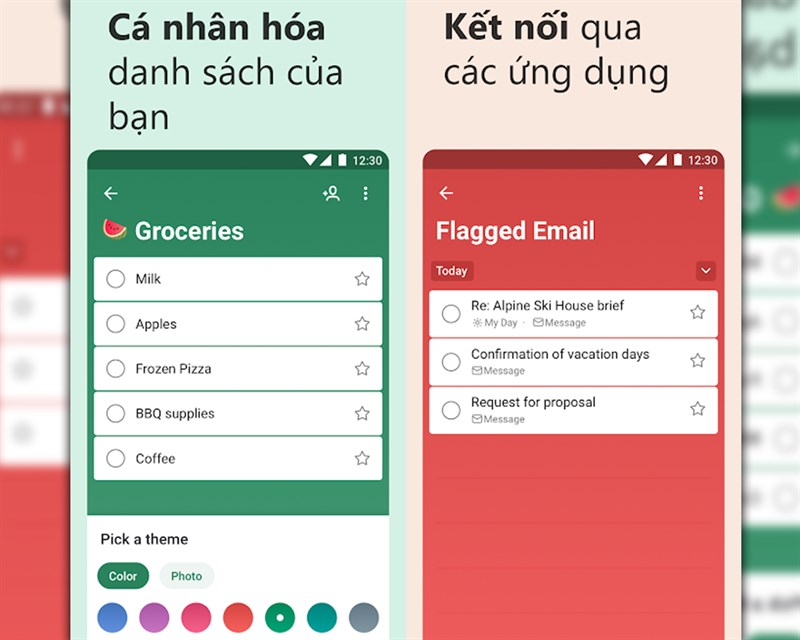 Cá nhân hóa
danh sách của
bạn
12:30
Groceries
Milk
Apples
Frozen Pizza
BBQ supplies
Coffee
Pick a theme
Color
Photo
Kết nối qua
các ứng dụng
12:30
Flagged Email
Today
Re: Alpine Ski House brief
My Day · Message
Confirmation of vacation days
Message
Request for proposal
Message